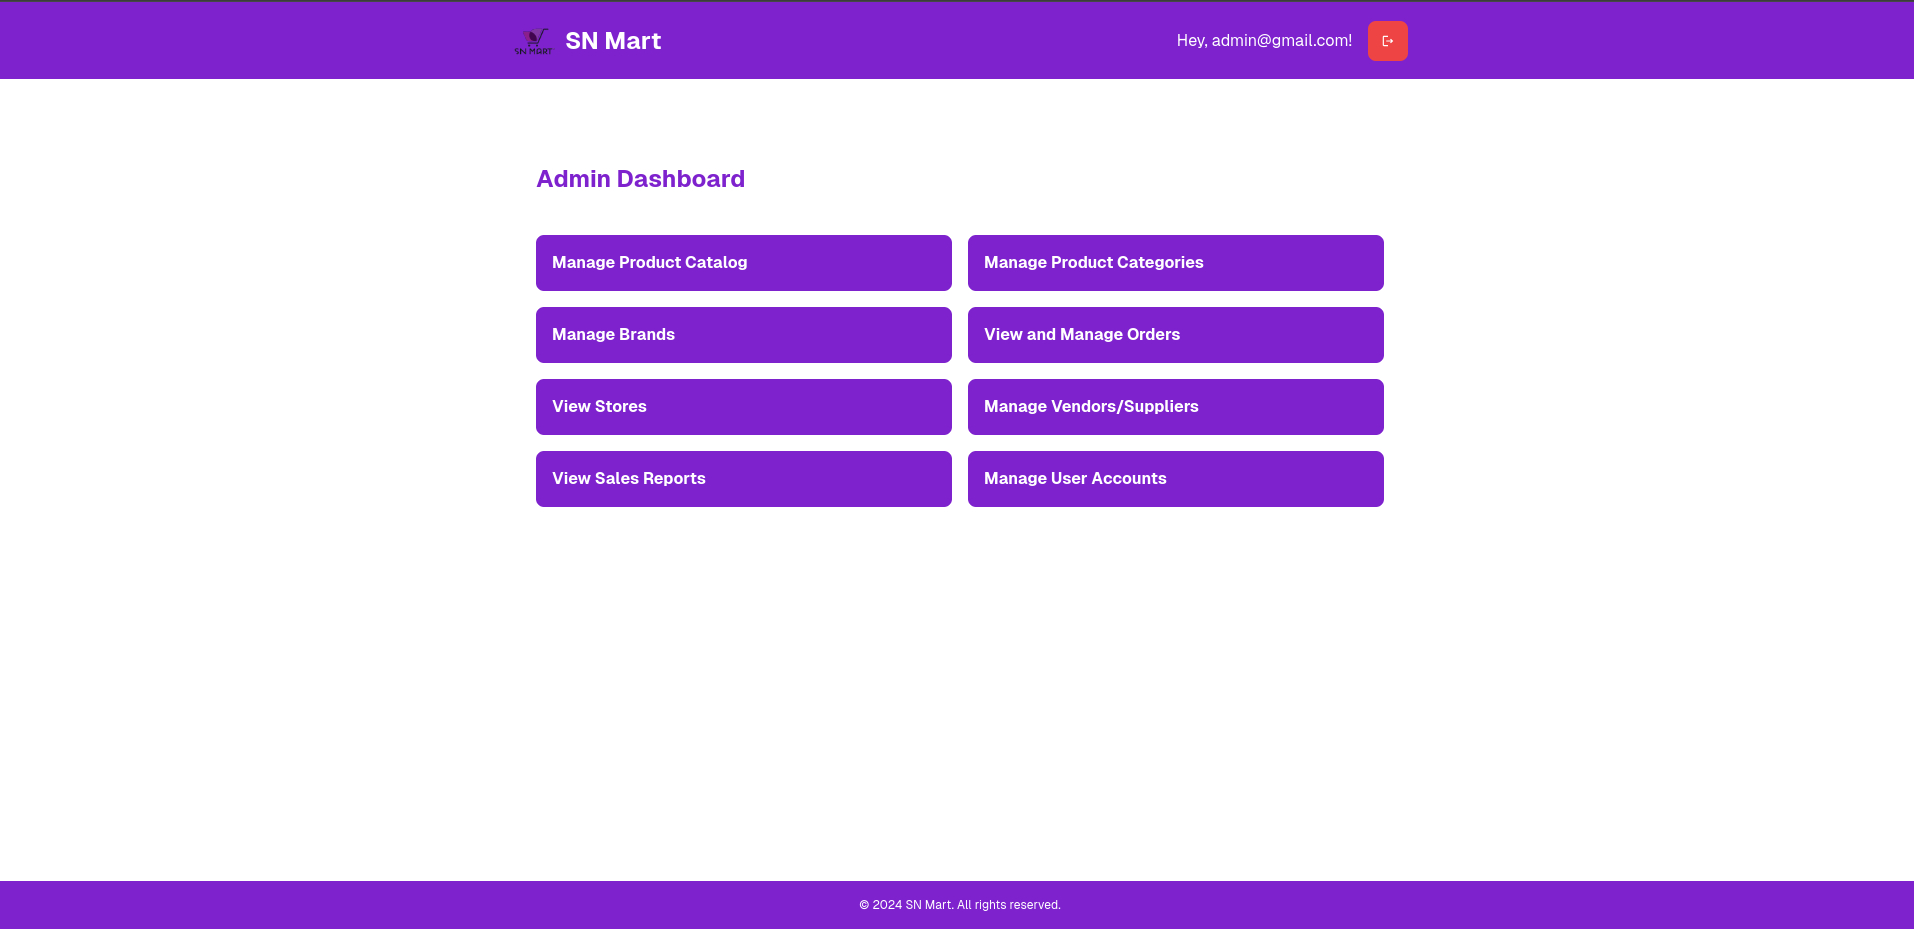 SN MART
SN Mart
Hey, admin@gmail.com!
Admin Dashboard
Manage Product Catalog
Manage Product Categories
Manage Brands
View and Manage Orders
View Stores
Manage Vendors/Suppliers
View Sales Reports
Manage User Accounts
© 2024 SN Mart. All rights reserved.